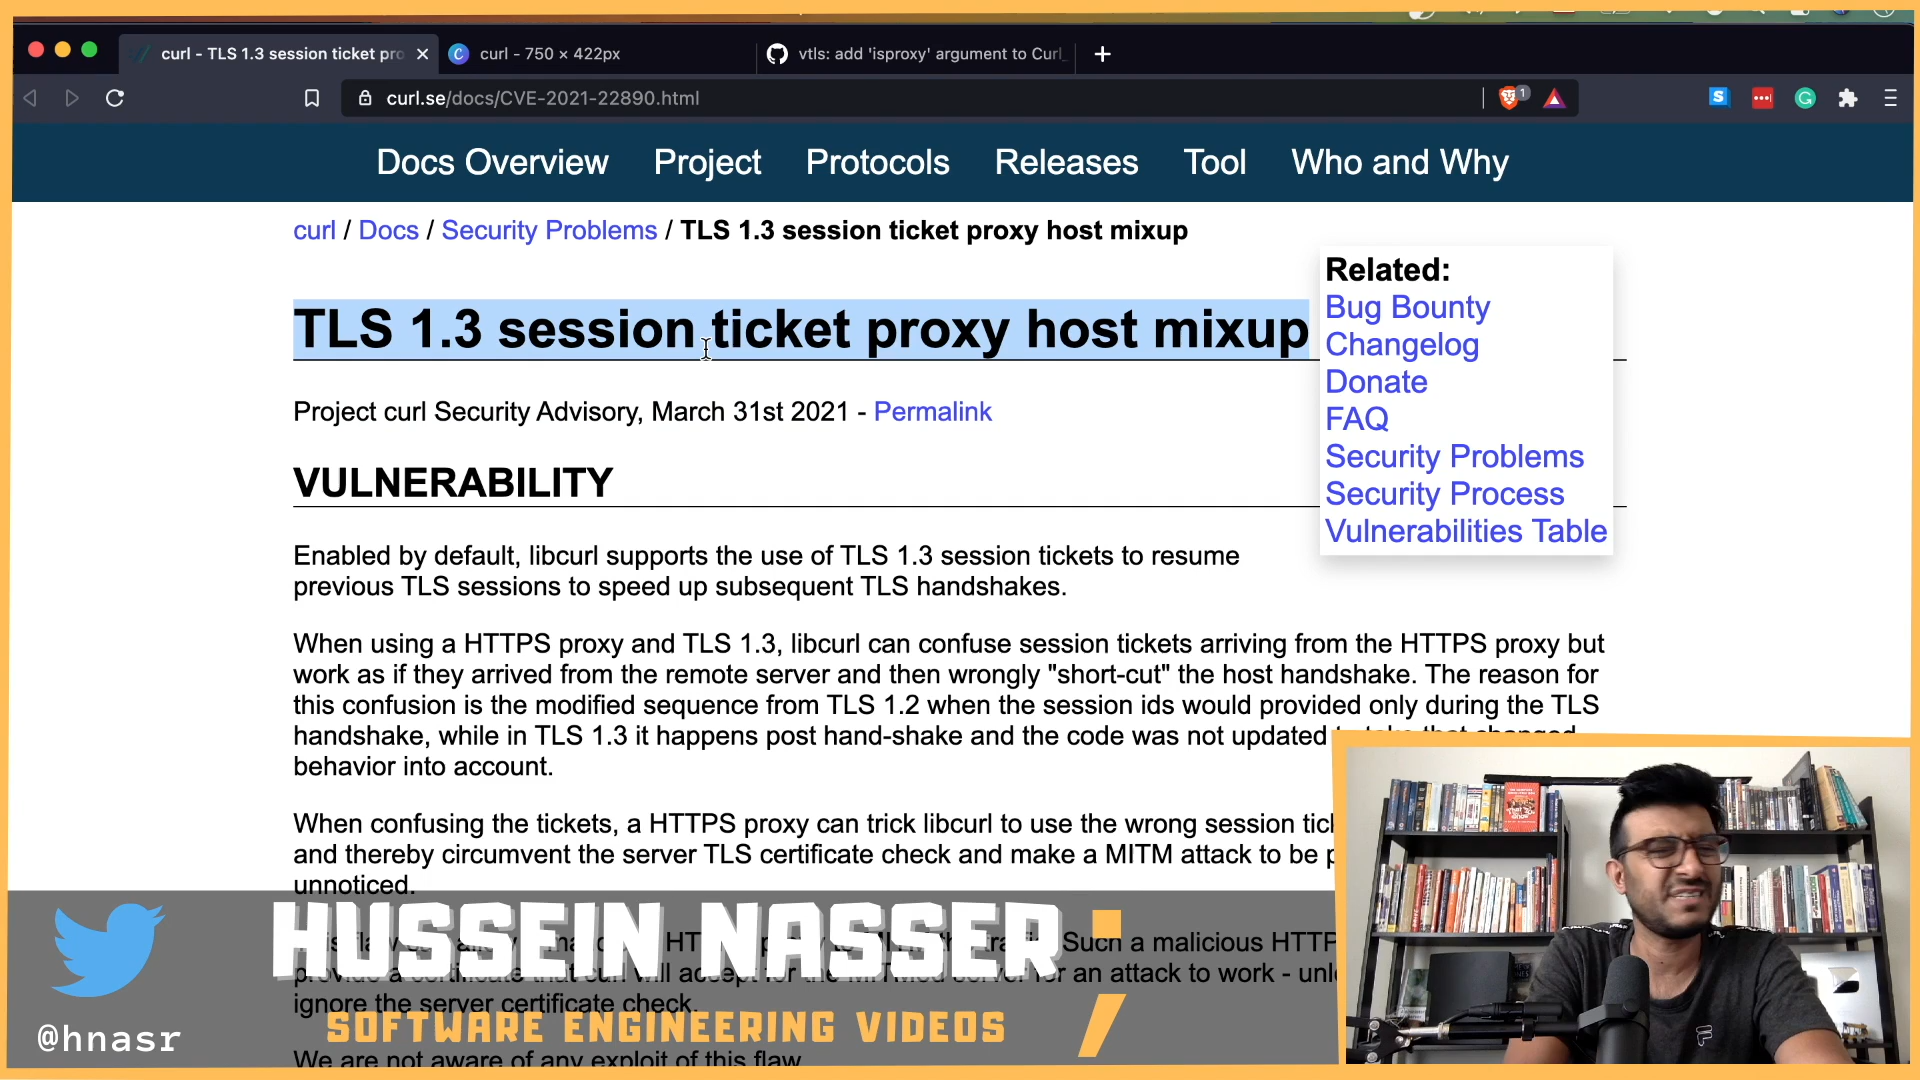 curl - TLS 1.3 session ticket pro
curl - 750 × 422px
vtls: add 'isproxy' argument to Curl_
curl.se/docs/CVE-2021-22890.html
1
Docs Overview Project Protocols Releases Tool Who and Why
curl / Docs / Security Problems / TLS 1.3 session ticket proxy host mixup
TLS 1.3 session ticket proxy host mixup
Related:
Bug Bounty
Changelog
Donate
FAQ
Security Problems
Security Process
Vulnerabilities Table
Project curl Security Advisory, March 31st 2021 - Permalink
VULNERABILITY
Enabled by default, libcurl supports the use of TLS 1.3 session tickets to resume
previous TLS sessions to speed up subsequent TLS handshakes.
When using a HTTPS proxy and TLS 1.3, libcurl can confuse session tickets arriving from the HTTPS proxy but
work as if they arrived from the remote server and then wrongly "short-cut" the host handshake. The reason for
this confusion is the modified sequence from TLS 1.2 when the session ids would provided only during the TLS
handshake, while in TLS 1.3 it happens post hand-shake and the code was not updated to take that changed
behavior into account.
When confusing the tickets, a HTTPS proxy can trick libcurl to use the wrong session tic
and thereby circumvent the server TLS certificate check and make a MITM attack to be p
unnoticed.
Such a malicious HTTP
an attack to work - unl
ignore the server certificate check.
We are not aware of any exploit of this flaw
HUSSEIN NASSER ;
SOFTWARE ENGINEERING VIDEOS
@hnasr